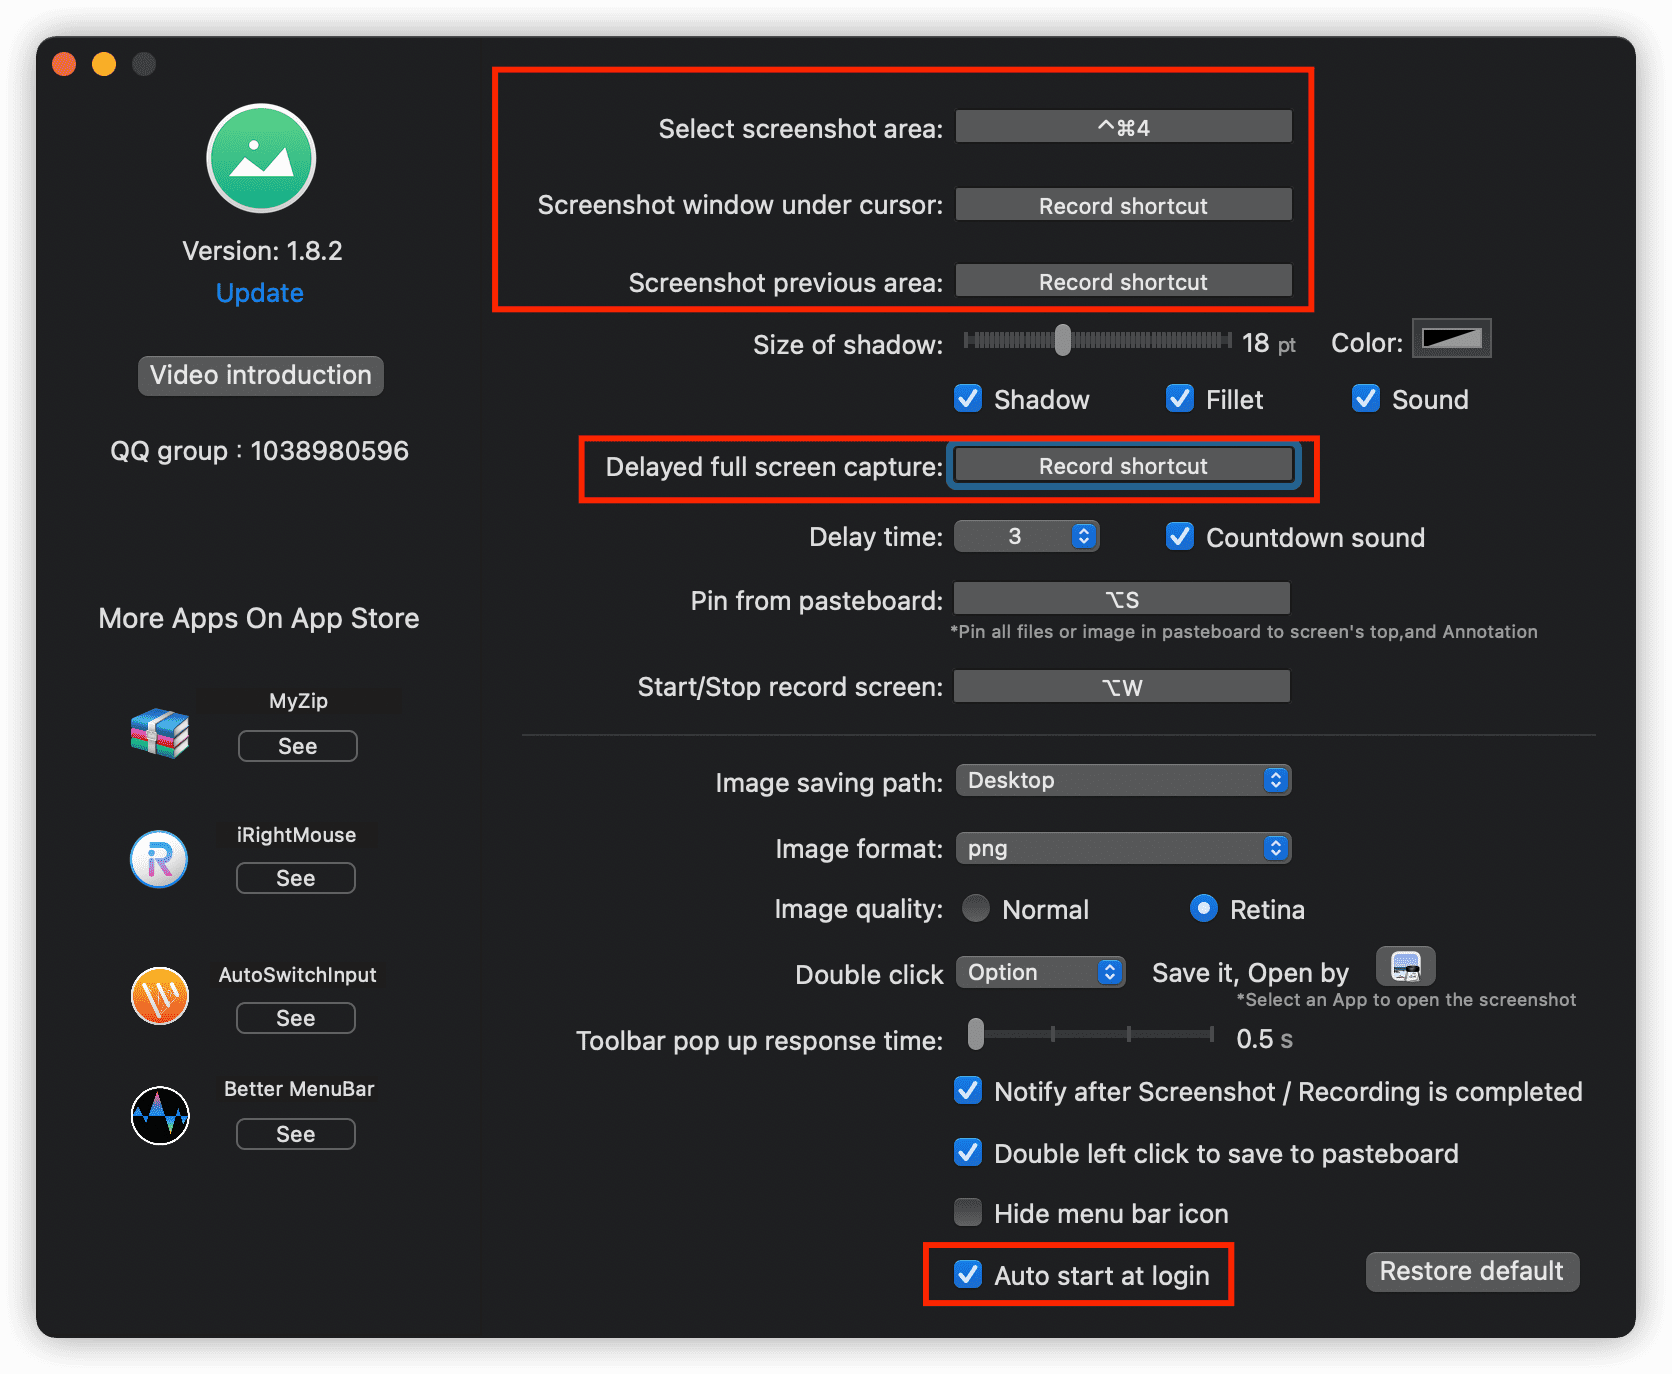 Version: 1.8.2
Update
Video introduction
QQ group : 1038980596
More Apps On App Store
MyZip
See
iRightMouse
See
AutoSwitchInput
See
Better MenuBar
See
Select screenshot area: ^⌘4
Screenshot window under cursor: Record shortcut
Screenshot previous area: Record shortcut
Size of shadow: 18 pt Color:
Shadow Fillet Sound
Delayed full screen capture: Record shortcut
Delay time: 3 Countdown sound
Pin from pasteboard: ⌥S
*Pin all files or image in pasteboard to screen's top,and Annotation
Start/Stop record screen: ⌥W
Image saving path: Desktop
Image format: png
Image quality: Normal Retina
Double click Option Save it, Open by
*Select an App to open the screenshot
Toolbar pop up response time: 0.5 s
Notify after Screenshot / Recording is completed
Double left click to save to pasteboard
Hide menu bar icon
Auto start at login
Restore default